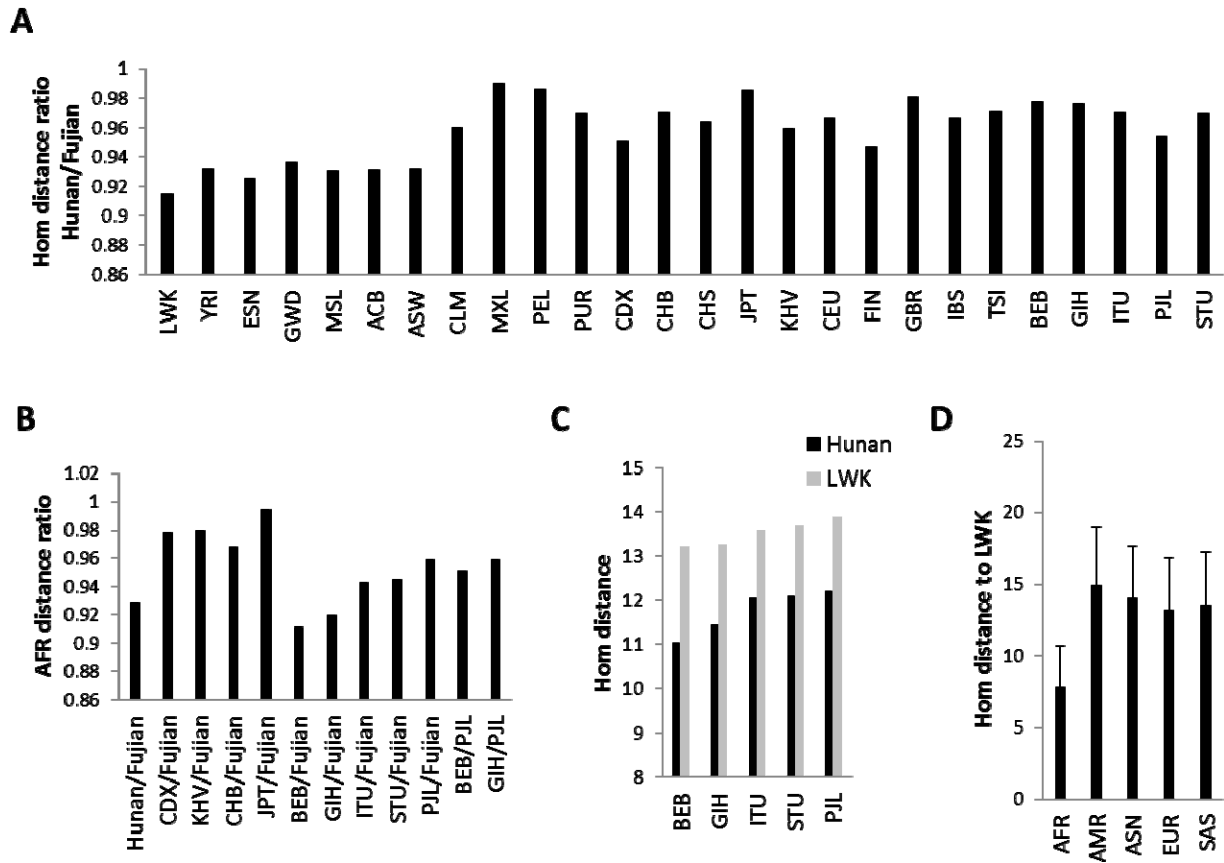 A
Hom distance ratio
Hunan/Fujian
1
0.98
0.96
0.94
0.92
0.9
0.88
0.86
LWK
YRI
ESN
GWD
MSL
ACB
ASW
CLM
MXL
PEL
PUR
CDX
CHB
CHS
JPT
KHV
CEU
FIN
GBR
IBS
TSI
BEB
GIH
ITU
PJL
STU
B
AFR distance ratio
1.02
1
0.98
0.96
0.94
0.92
0.9
0.88
0.86
Hunan/Fujian
CDX/Fujian
KHV/Fujian
CHB/Fujian
JPT/Fujian
BEB/Fujian
GIH/Fujian
ITU/Fujian
STU/Fujian
PJL/Fujian
BEB/PJL
GIH/PJL
C
Hunan
LWK
Hom distance
15
14
13
12
11
10
9
8
BEB
GIH
ITU
STU
PJL
D
Hom distance to LWK
25
20
15
10
5
0
AFR
AMR
ASN
EUR
SAS